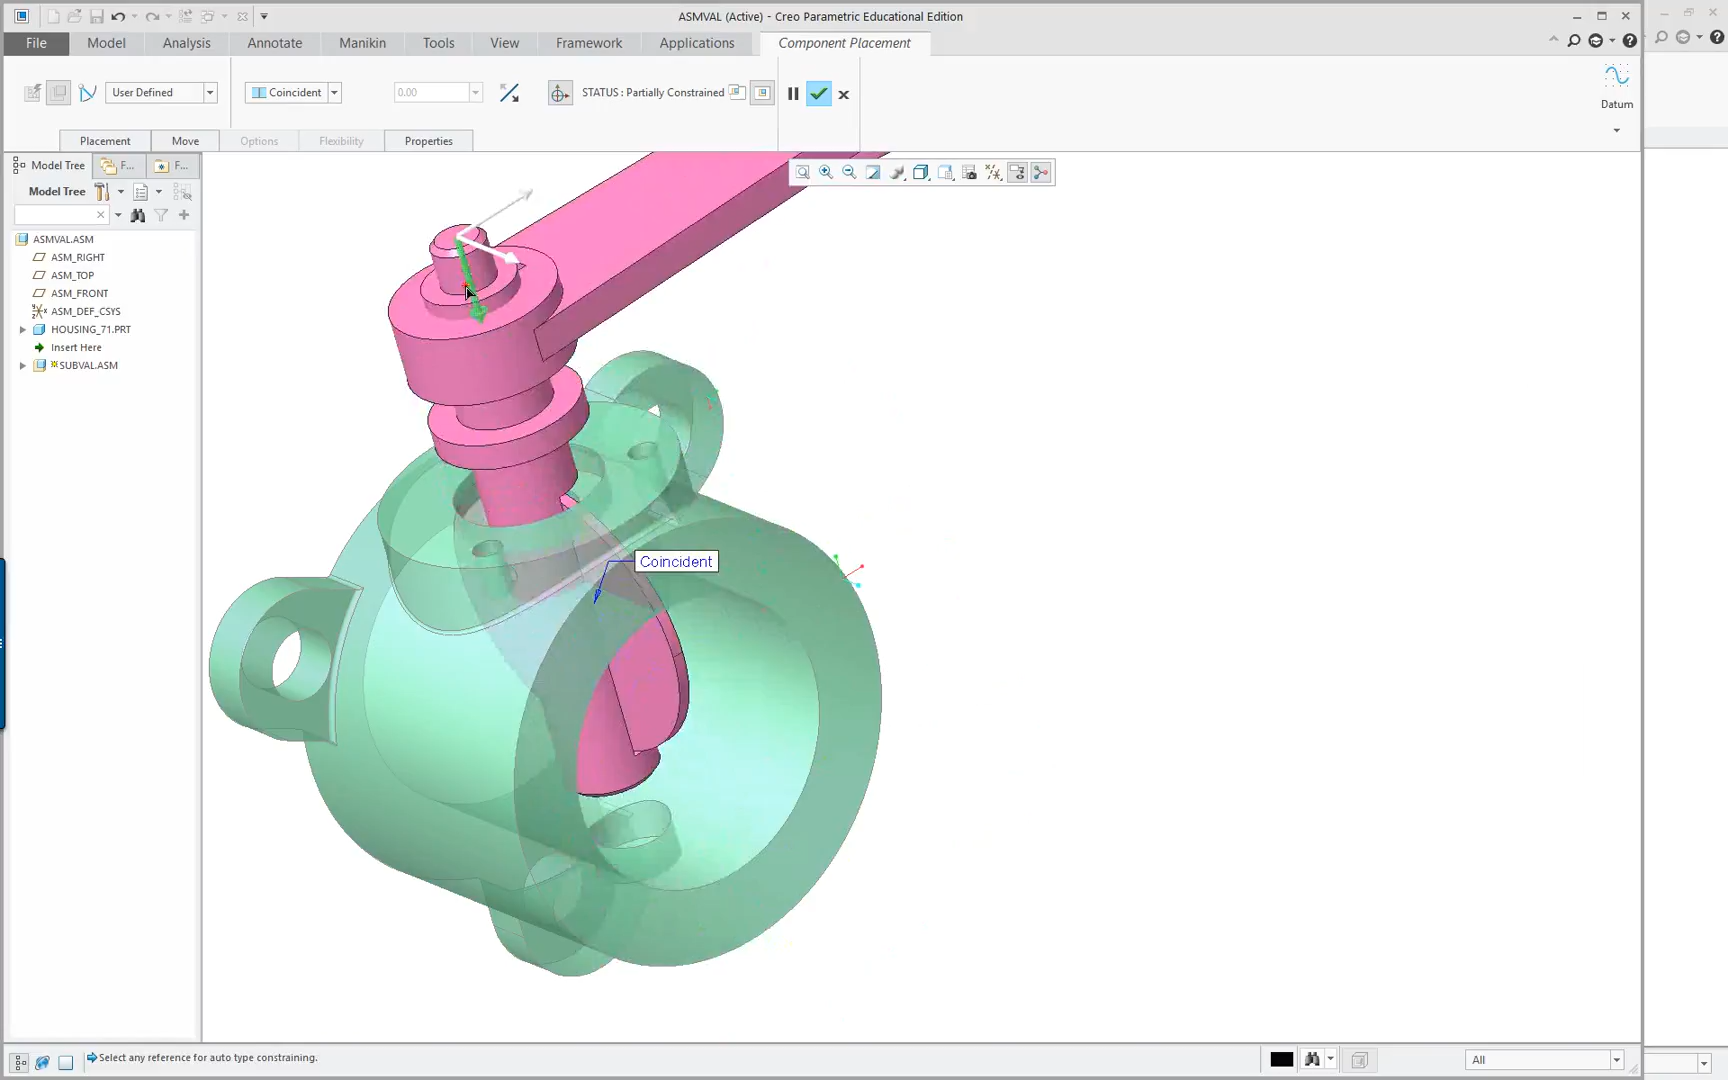 ASMVAL (Active) - Creo Parametric Educational Edition
File Model Analysis Annotate Manikin Tools View Framework Applications Component Placement
User Defined Coincident 0.00 STATUS : Partially Constrained
Datum
Placement Move Options Flexibility Properties
Model Tree F... F...
Model Tree
ASMVAL.ASM
ASM_RIGHT
ASM_TOP
ASM_FRONT
ASM_DEF_CSYS
HOUSING_71.PRT
Insert Here
SUBVAL.ASM
Coincident
Select any reference for auto type constraining.
All